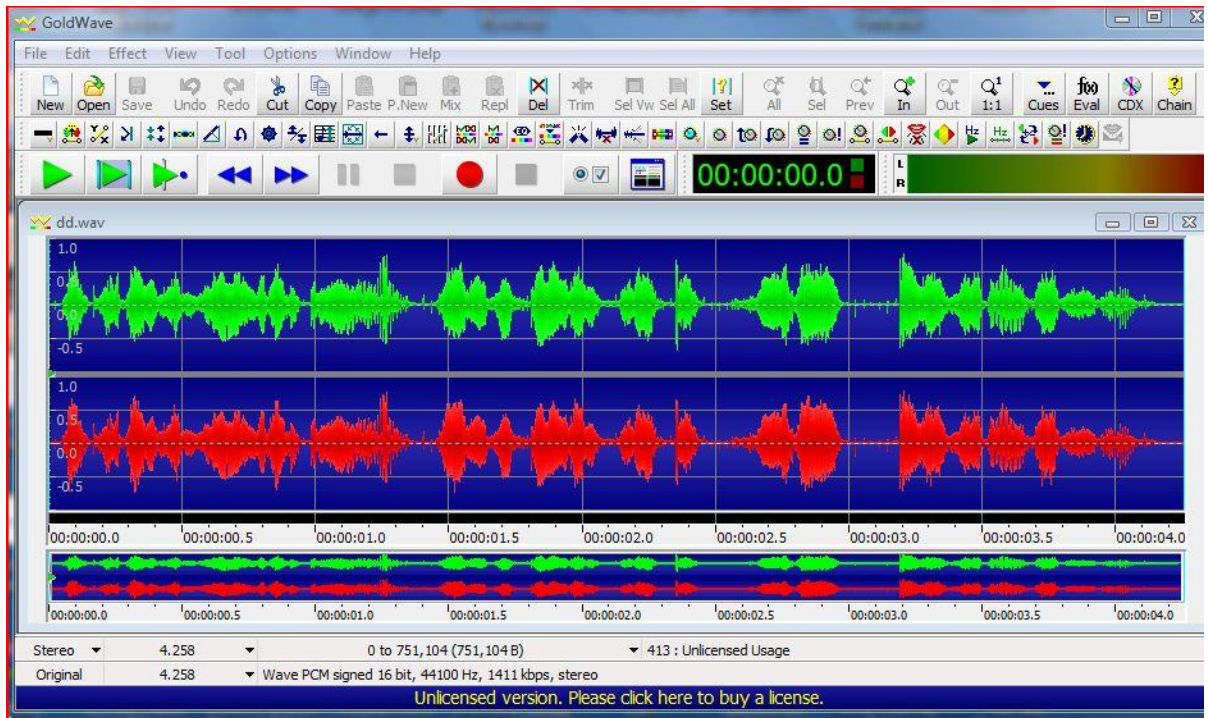 GoldWave
File Edit Effect View Tool Options Window Help
New Open Save Undo Redo Cut Copy Paste P.New Mix Repl Del Trim Sel Vw Sel All Set All Sel Prev In Out 1:1 Cues Eval CDX Chain
00:00:00.0
L
R
dd.wav
1.0
0.5
0.0
-0.5
1.0
0.5
0.0
-0.5
00:00:00.0 00:00:00.5 00:00:01.0 00:00:01.5 00:00:02.0 00:00:02.5 00:00:03.0 00:00:03.5 00:00:04.0
00:00:00.0 00:00:00.5 00:00:01.0 00:00:01.5 00:00:02.0 00:00:02.5 00:00:03.0 00:00:03.5 00:00:04.0
Stereo 4.258 0 to 751,104 (751,104 B) 413 : Unlicensed Usage
Original 4.258 Wave PCM signed 16 bit, 44100 Hz, 1411 kbps, stereo
Unlicensed version. Please click here to buy a license.